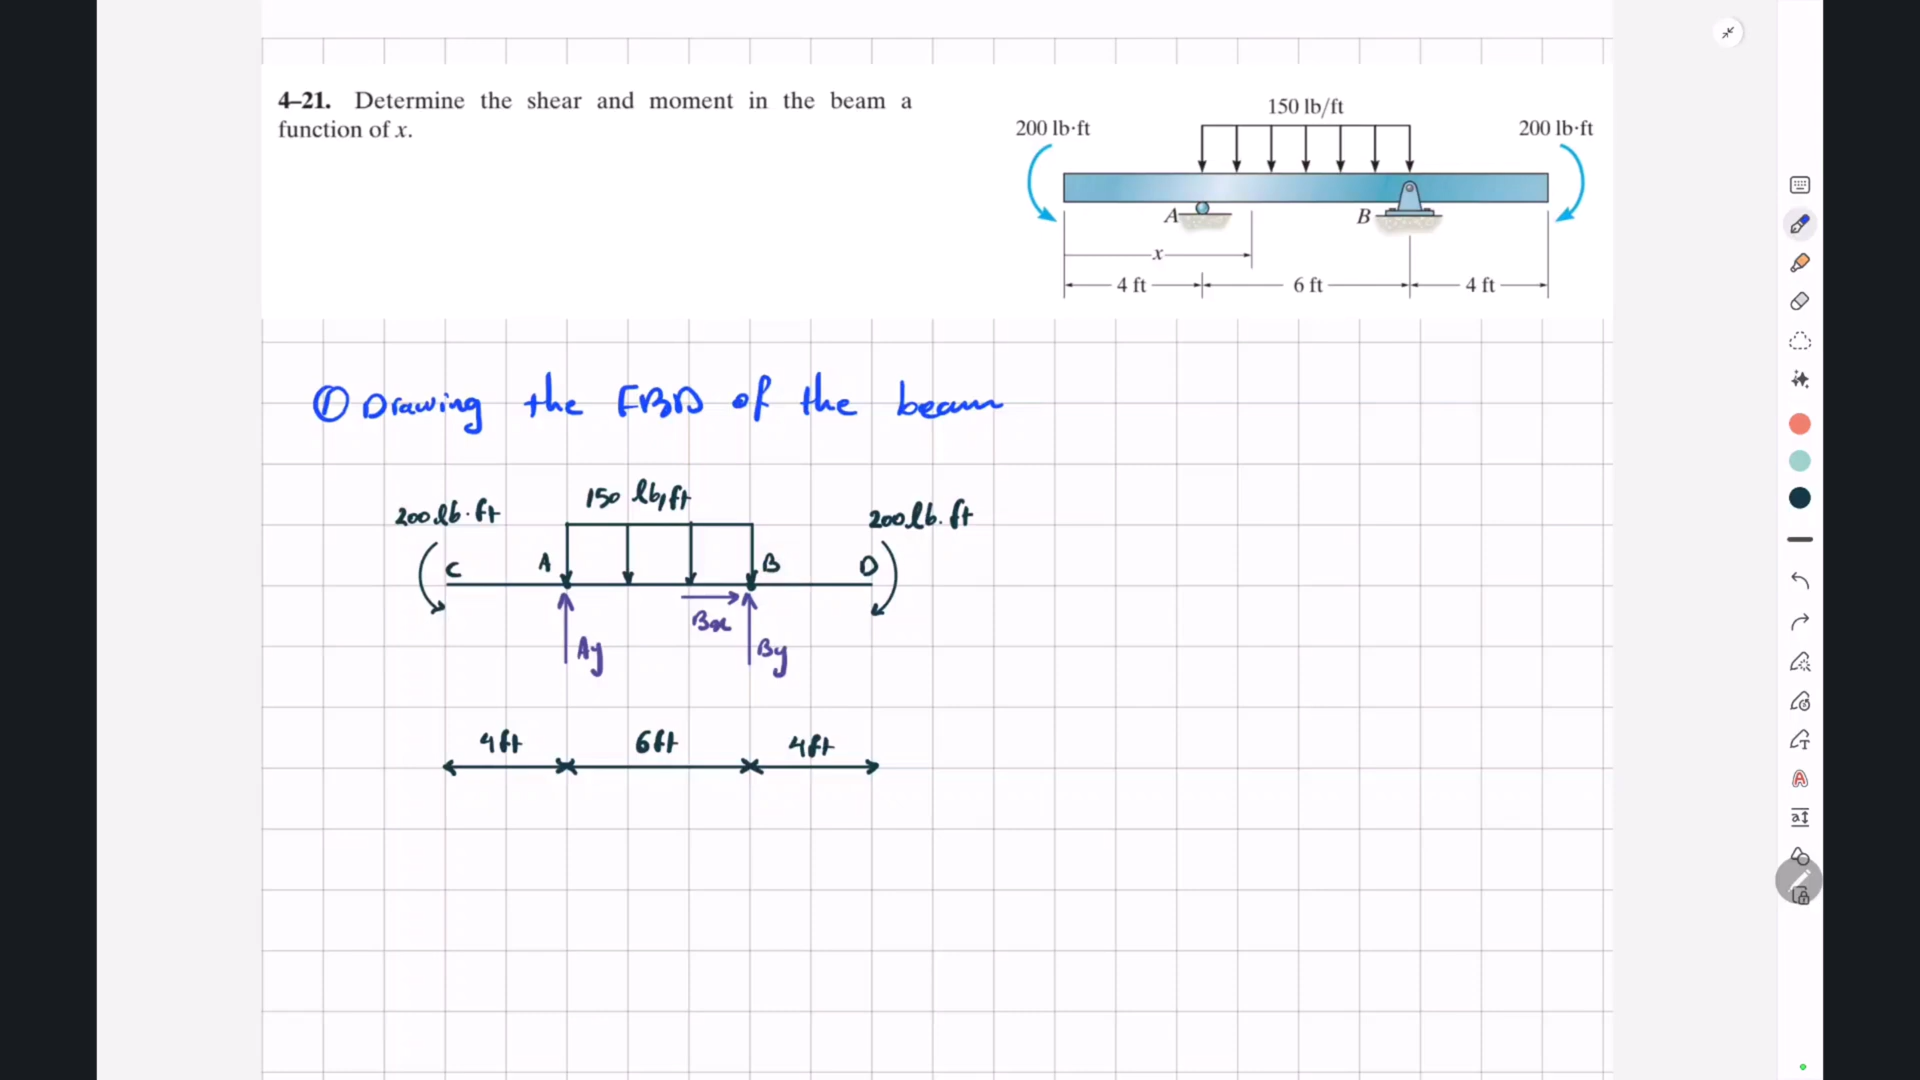 4–21. Determine the shear and moment in the beam a
function of x.
150 lb/ft
200 lb·ft
200 lb·ft
A
B
x
4 ft
6 ft
4 ft
① Drawing the FBD of the beam
200 lb·ft
150 lb/ft
200 lb.ft
C
A
B
D
Bx
Ay
By
4ft
6ft
4ft